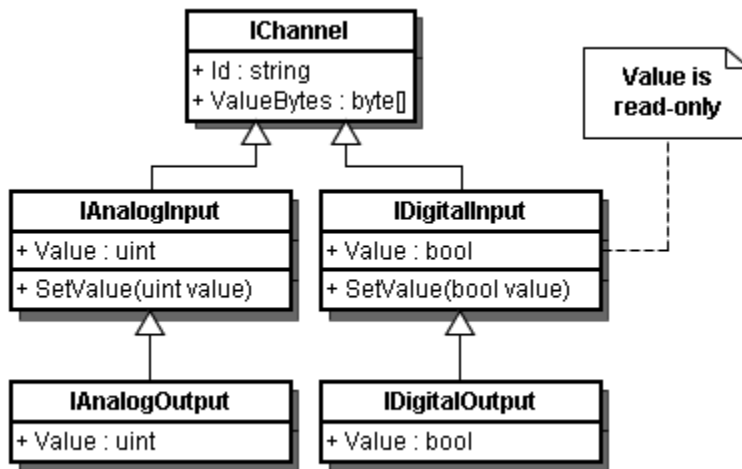 IChannel
+ Id : string
+ ValueBytes : byte[]
Value is
read-only
IAnalogInput
+ Value : uint
+ SetValue(uint value)
IDigitalInput
+ Value : bool
+ SetValue(bool value)
IAnalogOutput
+ Value : uint
IDigitalOutput
+ Value : bool